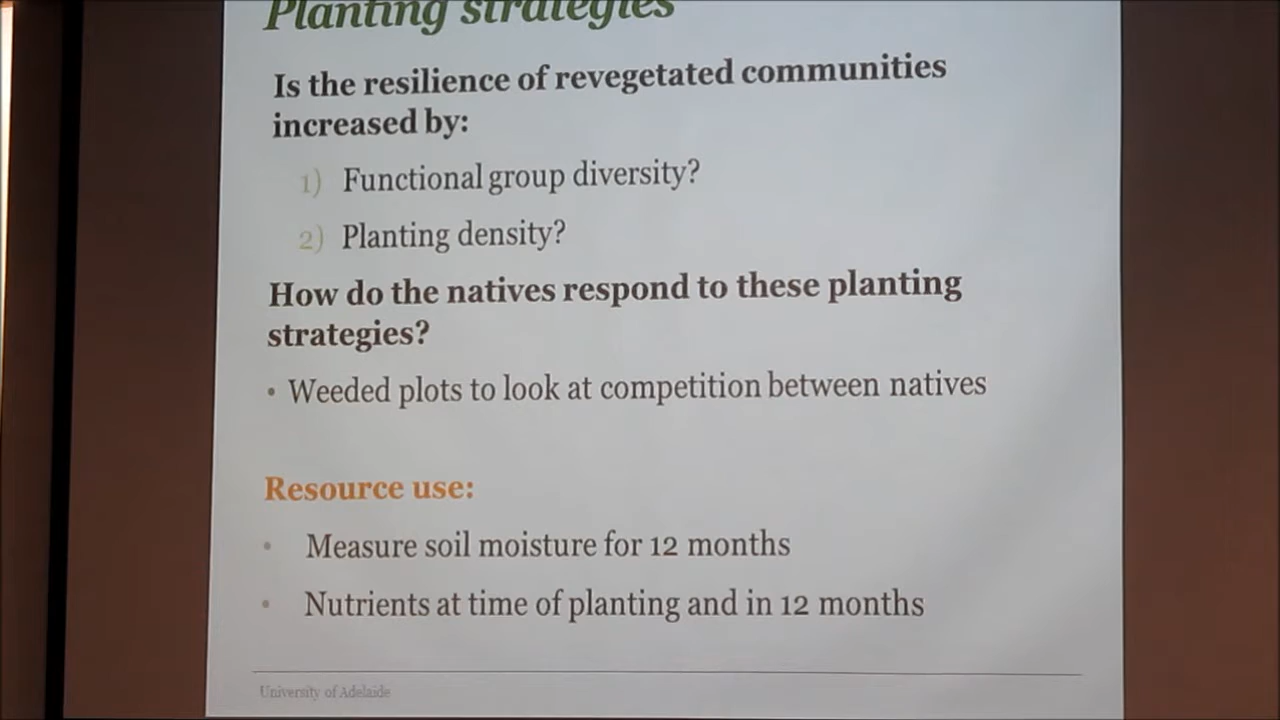 Planting strategies
Is the resilience of revegetated communities
increased by:
1) Functional group diversity?
2) Planting density?
How do the natives respond to these planting
strategies?
• Weeded plots to look at competition between natives
Resource use:
• Measure soil moisture for 12 months
• Nutrients at time of planting and in 12 months
University of Adelaide